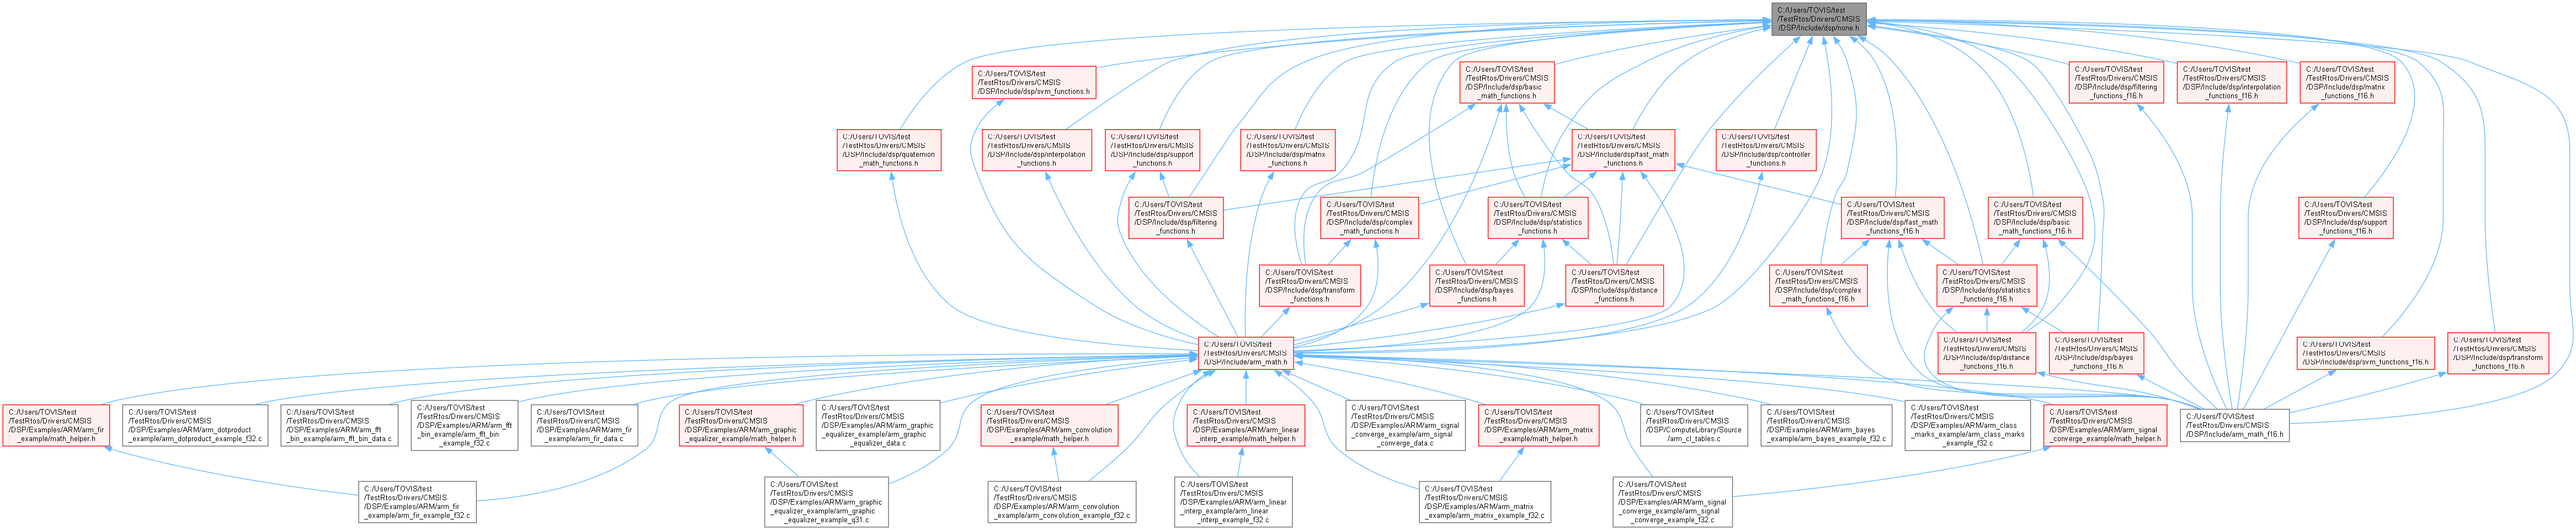 C:/Users/TOVIS/test
/TestRtos/Drivers/CMSIS
/DSP/Include/dsp/none.h
C:/Users/TOVIS/test
/TestRtos/Drivers/CMSIS
/DSP/Include/dsp/svm_functions.h
C:/Users/TOVIS/test
/TestRtos/Drivers/CMSIS
/DSP/Include/dsp/basic
_math_functions.h
C:/Users/TOVIS/test
/TestRtos/Drivers/CMSIS
/DSP/Include/dsp/filtering
_functions_f16.h
C:/Users/TOVIS/test
/TestRtos/Drivers/CMSIS
/DSP/Include/dsp/interpolation
_functions_f16.h
C:/Users/TOVIS/test
/TestRtos/Drivers/CMSIS
/DSP/Include/dsp/matrix
_functions_f16.h
C:/Users/TOVIS/test
/TestRtos/Drivers/CMSIS
/DSP/Include/dsp/quaternion
_math_functions.h
C:/Users/TOVIS/test
/TestRtos/Drivers/CMSIS
/DSP/Include/dsp/interpolation
_functions.h
C:/Users/TOVIS/test
/TestRtos/Drivers/CMSIS
/DSP/Include/dsp/support
_functions.h
C:/Users/TOVIS/test
/TestRtos/Drivers/CMSIS
/DSP/Include/dsp/matrix
_functions.h
C:/Users/TOVIS/test
/TestRtos/Drivers/CMSIS
/DSP/Include/dsp/fast_math
_functions.h
C:/Users/TOVIS/test
/TestRtos/Drivers/CMSIS
/DSP/Include/dsp/controller
_functions.h
C:/Users/TOVIS/test
/TestRtos/Drivers/CMSIS
/DSP/Include/dsp/filtering
_functions.h
C:/Users/TOVIS/test
/TestRtos/Drivers/CMSIS
/DSP/Include/dsp/complex
_math_functions.h
C:/Users/TOVIS/test
/TestRtos/Drivers/CMSIS
/DSP/Include/dsp/statistics
_functions.h
C:/Users/TOVIS/test
/TestRtos/Drivers/CMSIS
/DSP/Include/dsp/fast_math
_functions_f16.h
C:/Users/TOVIS/test
/TestRtos/Drivers/CMSIS
/DSP/Include/dsp/basic
_math_functions_f16.h
C:/Users/TOVIS/test
/TestRtos/Drivers/CMSIS
/DSP/Include/dsp/support
_functions_f16.h
C:/Users/TOVIS/test
/TestRtos/Drivers/CMSIS
/DSP/Include/dsp/transform
_functions.h
C:/Users/TOVIS/test
/TestRtos/Drivers/CMSIS
/DSP/Include/dsp/bayes
_functions.h
C:/Users/TOVIS/test
/TestRtos/Drivers/CMSIS
/DSP/Include/dsp/distance
_functions.h
C:/Users/TOVIS/test
/TestRtos/Drivers/CMSIS
/DSP/Include/dsp/complex
_math_functions_f16.h
C:/Users/TOVIS/test
/TestRtos/Drivers/CMSIS
/DSP/Include/dsp/statistics
_functions_f16.h
C:/Users/TOVIS/test
/TestRtos/Drivers/CMSIS
/DSP/Include/arm_math.h
C:/Users/TOVIS/test
/TestRtos/Drivers/CMSIS
/DSP/Include/dsp/distance
_functions_f16.h
C:/Users/TOVIS/test
/TestRtos/Drivers/CMSIS
/DSP/Include/dsp/bayes
_functions_f16.h
C:/Users/TOVIS/test
/TestRtos/Drivers/CMSIS
/DSP/Include/dsp/svm_functions_f16.h
C:/Users/TOVIS/test
/TestRtos/Drivers/CMSIS
/DSP/Include/dsp/transform
_functions_f16.h
C:/Users/TOVIS/test
/TestRtos/Drivers/CMSIS
/DSP/Examples/ARM/arm_fir
_example/math_helper.h
C:/Users/TOVIS/test
/TestRtos/Drivers/CMSIS
/DSP/Examples/ARM/arm_dotproduct
_example/arm_dotproduct_example_f32.c
C:/Users/TOVIS/test
/TestRtos/Drivers/CMSIS
/DSP/Examples/ARM/arm_fft
_bin_example/arm_fft_bin_data.c
C:/Users/TOVIS/test
/TestRtos/Drivers/CMSIS
/DSP/Examples/ARM/arm_fft
_bin_example/arm_fft_bin
_example_f32.c
C:/Users/TOVIS/test
/TestRtos/Drivers/CMSIS
/DSP/Examples/ARM/arm_fir
_example/arm_fir_data.c
C:/Users/TOVIS/test
/TestRtos/Drivers/CMSIS
/DSP/Examples/ARM/arm_graphic
_equalizer_example/math_helper.h
C:/Users/TOVIS/test
/TestRtos/Drivers/CMSIS
/DSP/Examples/ARM/arm_graphic
_equalizer_example/arm_graphic
_equalizer_data.c
C:/Users/TOVIS/test
/TestRtos/Drivers/CMSIS
/DSP/Examples/ARM/arm_convolution
_example/math_helper.h
C:/Users/TOVIS/test
/TestRtos/Drivers/CMSIS
/DSP/Examples/ARM/arm_linear
_interp_example/math_helper.h
C:/Users/TOVIS/test
/TestRtos/Drivers/CMSIS
/DSP/Examples/ARM/arm_signal
_converge_example/arm_signal
_converge_data.c
C:/Users/TOVIS/test
/TestRtos/Drivers/CMSIS
/DSP/Examples/ARM/arm_matrix
_example/math_helper.h
C:/Users/TOVIS/test
/TestRtos/Drivers/CMSIS
/DSP/ComputeLibrary/Source
/arm_cl_tables.c
C:/Users/TOVIS/test
/TestRtos/Drivers/CMSIS
/DSP/Examples/ARM/arm_bayes
_example/arm_bayes_example_f32.c
C:/Users/TOVIS/test
/TestRtos/Drivers/CMSIS
/DSP/Examples/ARM/arm_class
_marks_example/arm_class_marks
_example_f32.c
C:/Users/TOVIS/test
/TestRtos/Drivers/CMSIS
/DSP/Examples/ARM/arm_signal
_converge_example/math_helper.h
C:/Users/TOVIS/test
/TestRtos/Drivers/CMSIS
/DSP/Include/arm_math_f16.h
C:/Users/TOVIS/test
/TestRtos/Drivers/CMSIS
/DSP/Examples/ARM/arm_fir
_example/arm_fir_example_f32.c
C:/Users/TOVIS/test
/TestRtos/Drivers/CMSIS
/DSP/Examples/ARM/arm_graphic
_equalizer_example/arm_graphic
_equalizer_example_q31.c
C:/Users/TOVIS/test
/TestRtos/Drivers/CMSIS
/DSP/Examples/ARM/arm_convolution
_example/arm_convolution_example_f32.c
C:/Users/TOVIS/test
/TestRtos/Drivers/CMSIS
/DSP/Examples/ARM/arm_linear
_interp_example/arm_linear
_interp_example_f32.c
C:/Users/TOVIS/test
/TestRtos/Drivers/CMSIS
/DSP/Examples/ARM/arm_matrix
_example/arm_matrix_example_f32.c
C:/Users/TOVIS/test
/TestRtos/Drivers/CMSIS
/DSP/Examples/ARM/arm_signal
_converge_example/arm_signal
_converge_example_f32.c